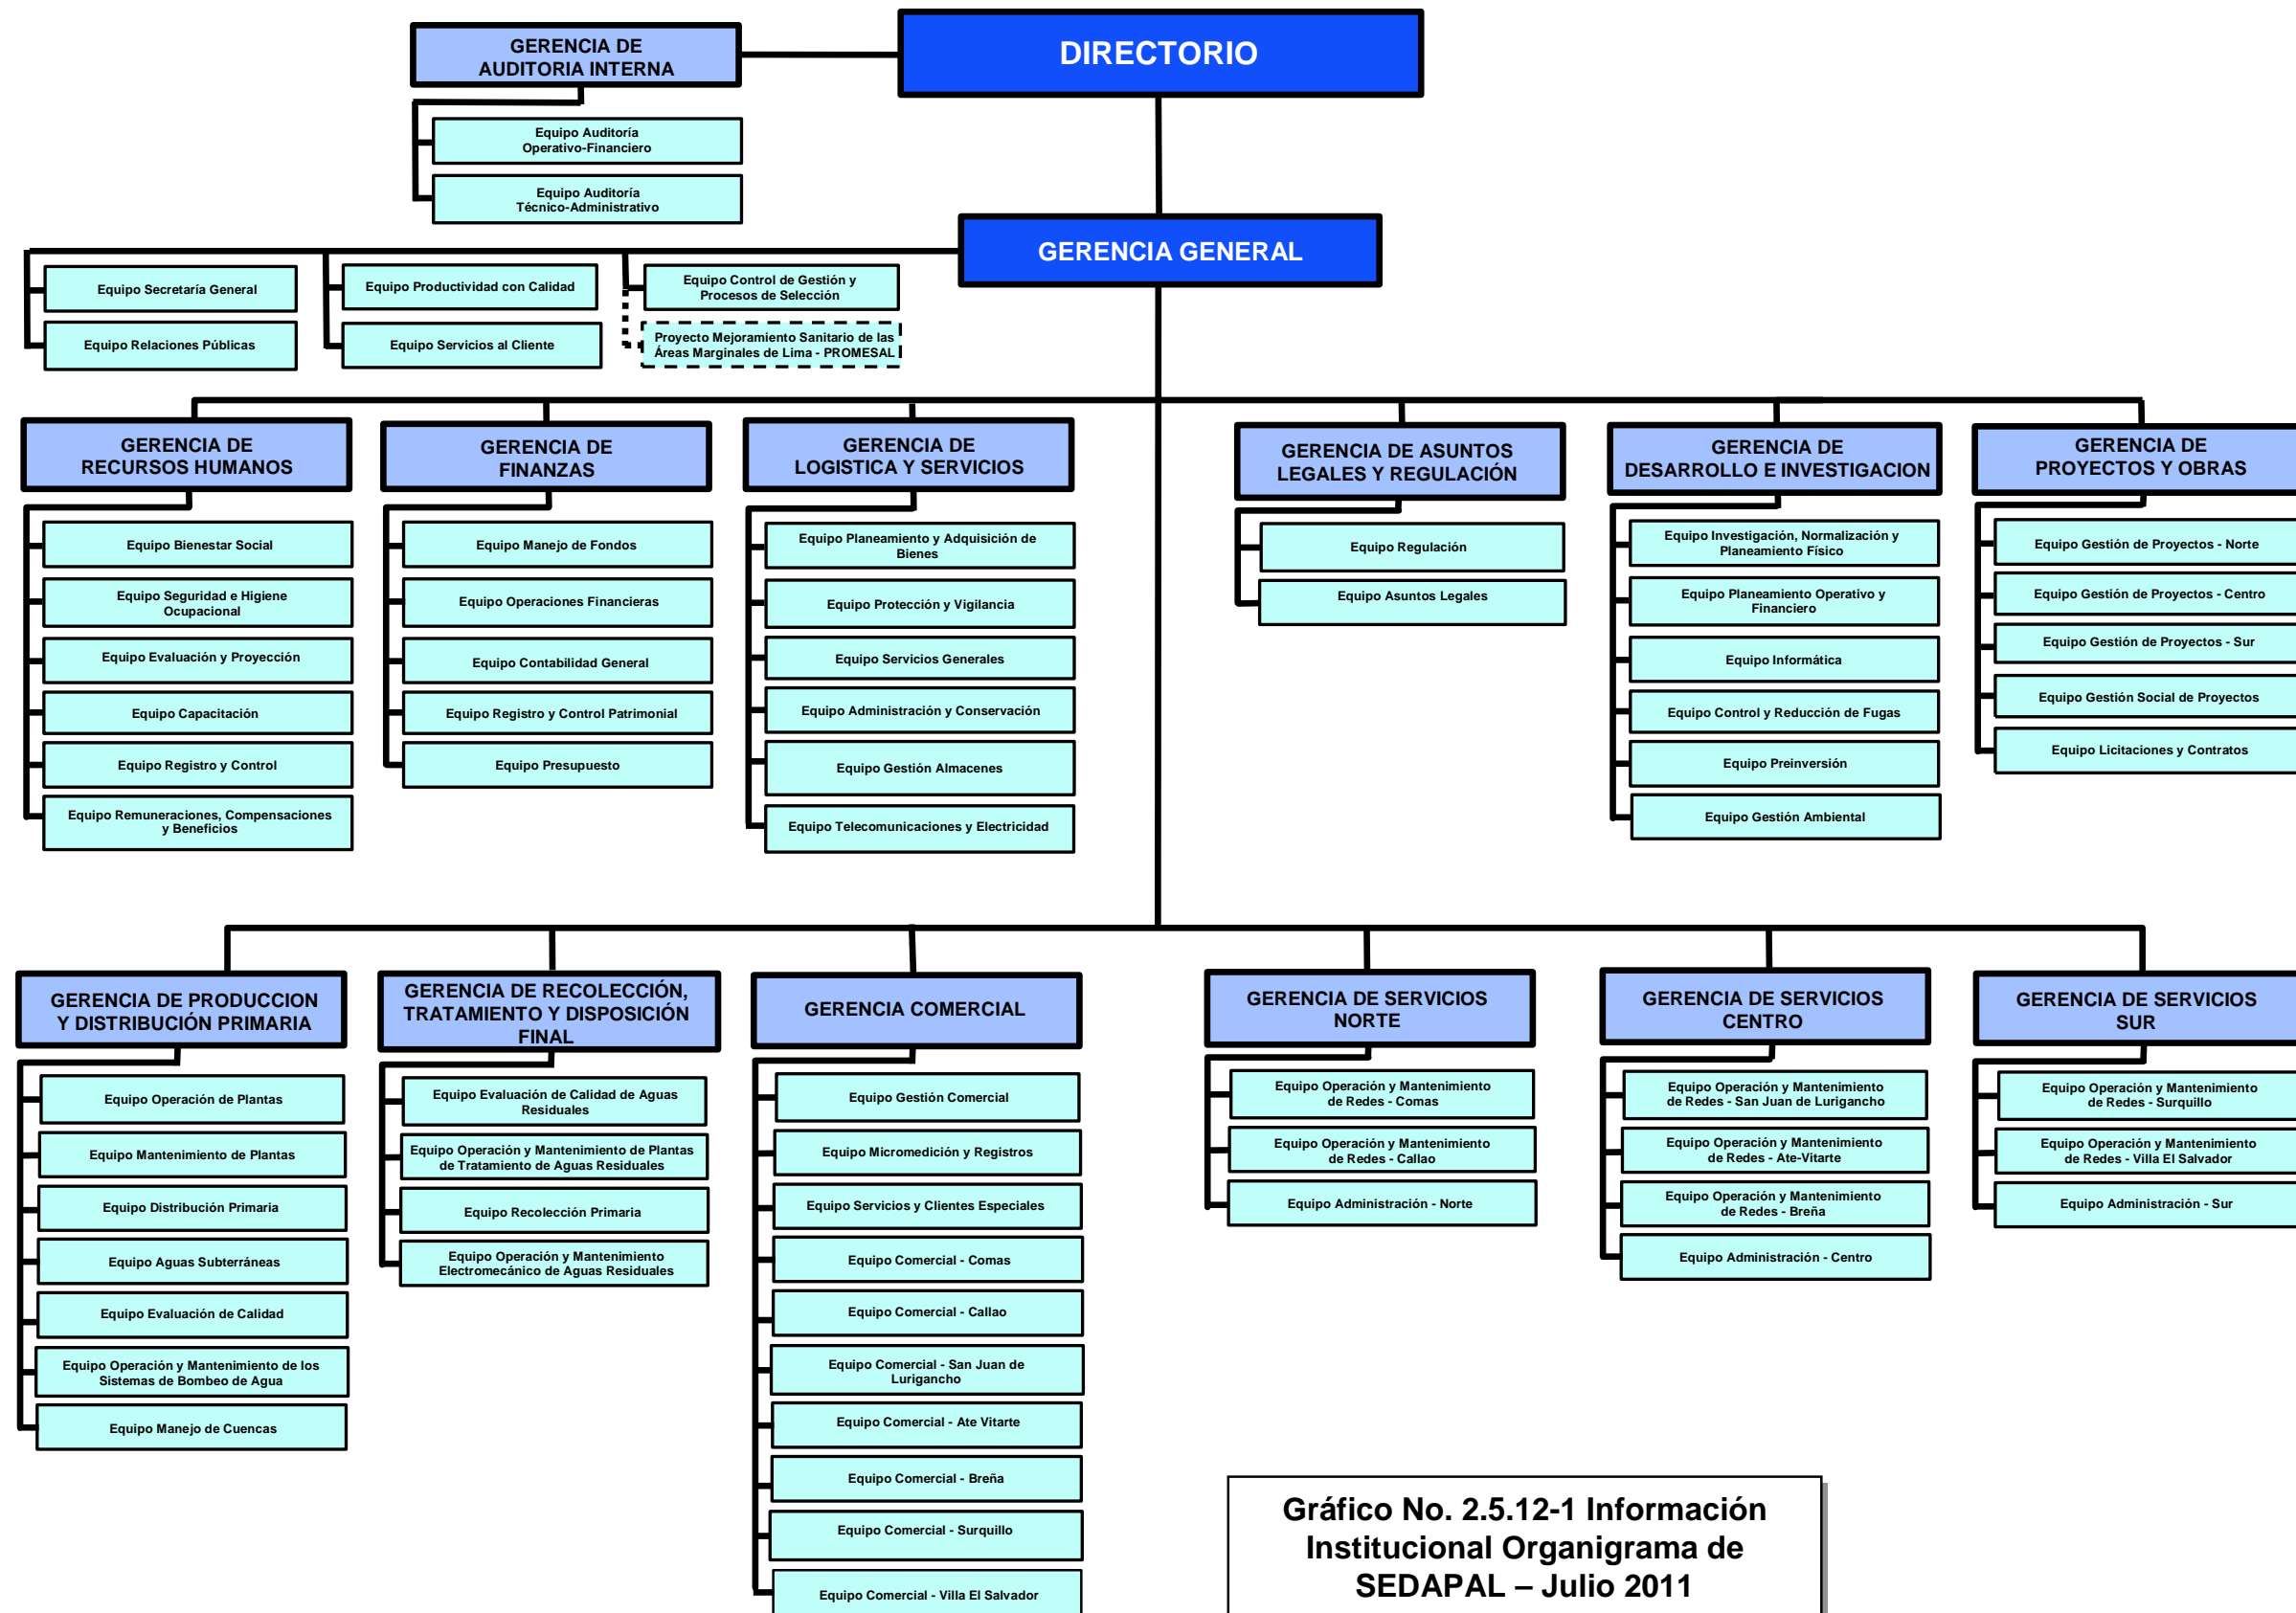 GERENCIA DE
AUDITORIA INTERNA
DIRECTORIO
Equipo Auditoría
Operativo-Financiero
Equipo Auditoría
Técnico-Administrativo
GERENCIA GENERAL
Equipo Secretaría General
Equipo Relaciones Públicas
Equipo Productividad con Calidad
Equipo Servicios al Cliente
Equipo Control de Gestión y
Procesos de Selección
Proyecto Mejoramiento Sanitario de las
Áreas Marginales de Lima - PROMESAL
GERENCIA DE
RECURSOS HUMANOS
Equipo Bienestar Social
Equipo Seguridad e Higiene
Ocupacional
Equipo Evaluación y Proyección
Equipo Capacitación
Equipo Registro y Control
Equipo Remuneraciones, Compensaciones
y Beneficios
GERENCIA DE
FINANZAS
Equipo Manejo de Fondos
Equipo Operaciones Financieras
Equipo Contabilidad General
Equipo Registro y Control Patrimonial
Equipo Presupuesto
GERENCIA DE
LOGISTICA Y SERVICIOS
Equipo Planeamiento y Adquisición de
Bienes
Equipo Protección y Vigilancia
Equipo Servicios Generales
Equipo Administración y Conservación
Equipo Gestión Almacenes
Equipo Telecomunicaciones y Electricidad
GERENCIA DE ASUNTOS
LEGALES Y REGULACIÓN
Equipo Regulación
Equipo Asuntos Legales
GERENCIA DE
DESARROLLO E INVESTIGACION
Equipo Investigación, Normalización y
Planeamiento Físico
Equipo Planeamiento Operativo y
Financiero
Equipo Informática
Equipo Control y Reducción de Fugas
Equipo Preinversión
Equipo Gestión Ambiental
GERENCIA DE
PROYECTOS Y OBRAS
Equipo Gestión de Proyectos - Norte
Equipo Gestión de Proyectos - Centro
Equipo Gestión de Proyectos - Sur
Equipo Gestión Social de Proyectos
Equipo Licitaciones y Contratos
GERENCIA DE PRODUCCION
Y DISTRIBUCIÓN PRIMARIA
Equipo Operación de Plantas
Equipo Mantenimiento de Plantas
Equipo Distribución Primaria
Equipo Aguas Subterráneas
Equipo Evaluación de Calidad
Equipo Operación y Mantenimiento de los
Sistemas de Bombeo de Agua
Equipo Manejo de Cuencas
GERENCIA DE RECOLECCIÓN,
TRATAMIENTO Y DISPOSICIÓN
FINAL
Equipo Evaluación de Calidad de Aguas
Residuales
Equipo Operación y Mantenimiento de Plantas
de Tratamiento de Aguas Residuales
Equipo Recolección Primaria
Equipo Operación y Mantenimiento
Electromecánico de Aguas Residuales
GERENCIA COMERCIAL
Equipo Gestión Comercial
Equipo Micromedición y Registros
Equipo Servicios y Clientes Especiales
Equipo Comercial - Comas
Equipo Comercial - Callao
Equipo Comercial - San Juan de
Lurigancho
Equipo Comercial - Ate Vitarte
Equipo Comercial - Breña
Equipo Comercial - Surquillo
Equipo Comercial - Villa El Salvador
GERENCIA DE SERVICIOS
NORTE
Equipo Operación y Mantenimiento
de Redes - Comas
Equipo Operación y Mantenimiento
de Redes - Callao
Equipo Administración - Norte
GERENCIA DE SERVICIOS
CENTRO
Equipo Operación y Mantenimiento
de Redes - San Juan de Lurigancho
Equipo Operación y Mantenimiento
de Redes - Ate-Vitarte
Equipo Operación y Mantenimiento
de Redes - Breña
Equipo Administración - Centro
GERENCIA DE SERVICIOS
SUR
Equipo Operación y Mantenimiento
de Redes - Surquillo
Equipo Operación y Mantenimiento
de Redes - Villa El Salvador
Equipo Administración - Sur
Gráfico No. 2.5.12-1 Información
Institucional Organigrama de
SEDAPAL – Julio 2011